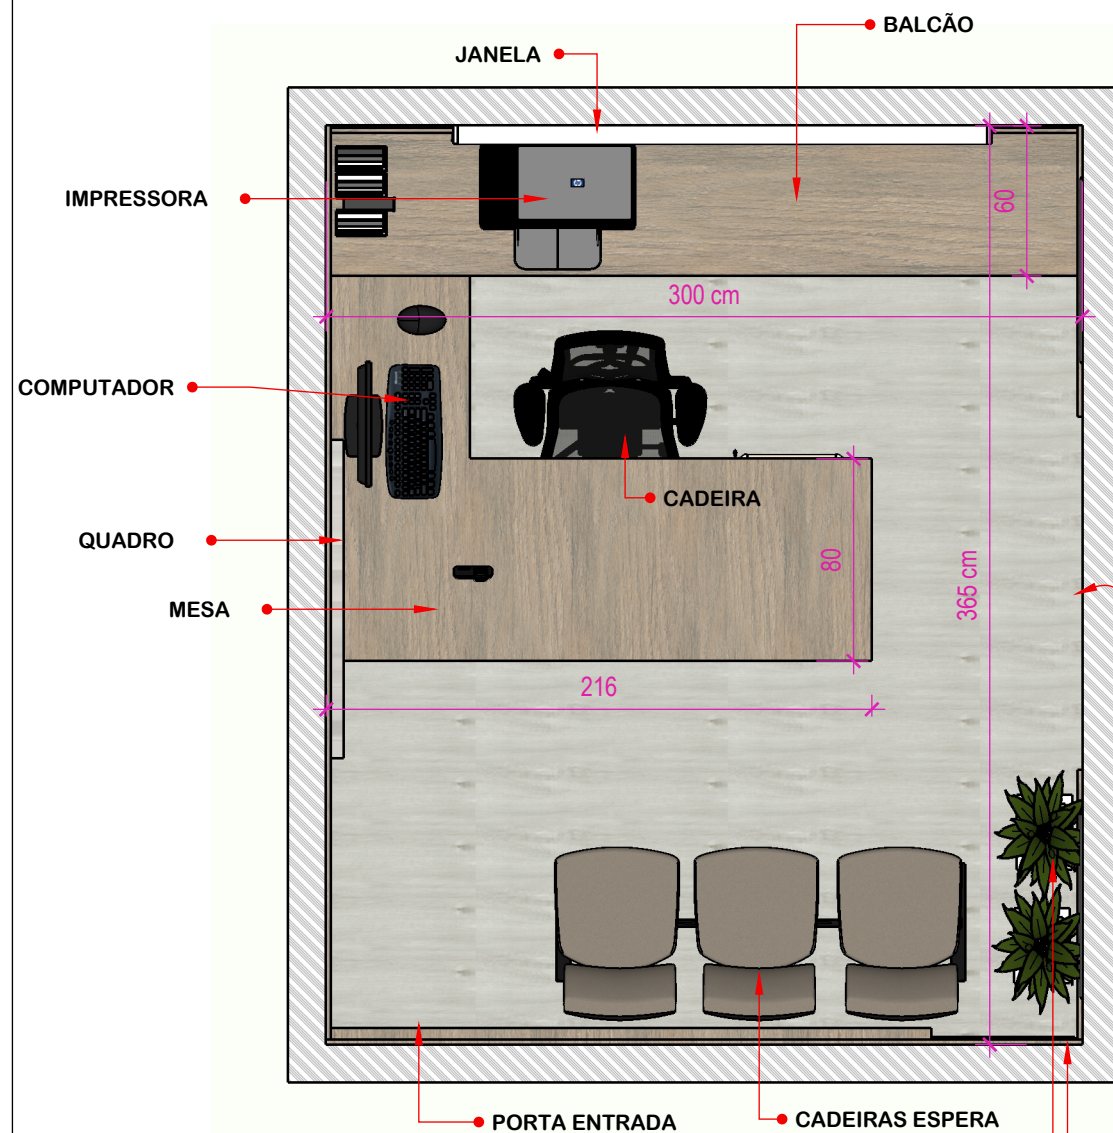 BALCÃO
JANELA
IMPRESSORA
60
300 cm
COMPUTADOR
CADEIRA
QUADRO
80
365 cm
MESA
216
PORTA ENTRADA
CADEIRAS ESPERA